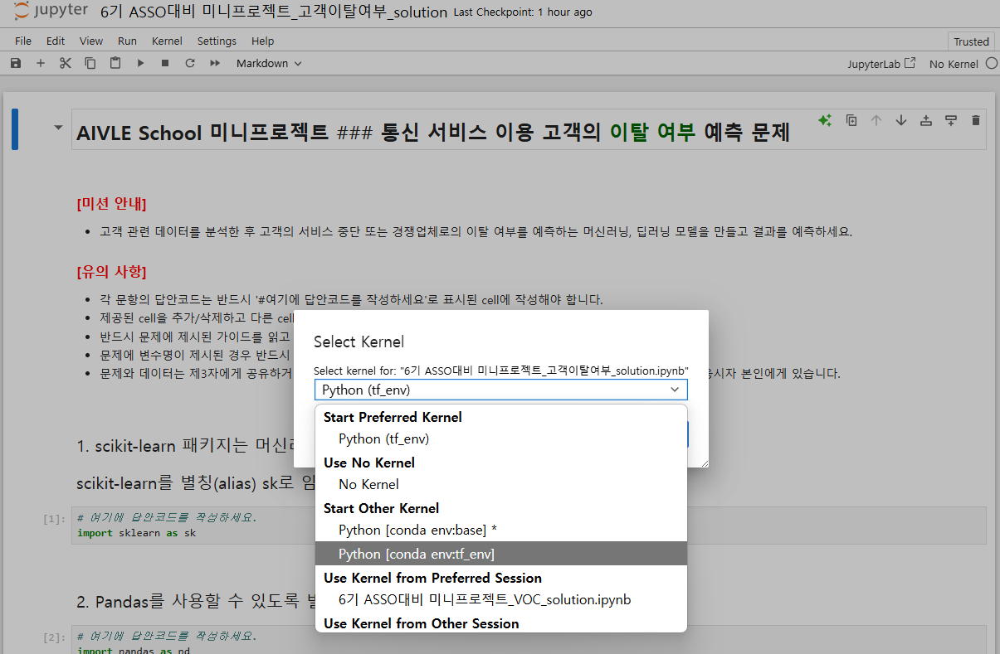 jupyter 6기 ASSO대비 미니프로젝트_고객이탈여부_solution Last Checkpoint: 1 hour ago
File Edit View Run Kernel Settings Help Trusted
Markdown JupyterLab No Kernel
AIVLE School 미니프로젝트 ### 통신 서비스 이용 고객의 이탈 여부 예측 문제
[미션 안내]
• 고객 관련 데이터를 분석한 후 고객의 서비스 중단 또는 경쟁업체로의 이탈 여부를 예측하는 머신러닝, 딥러닝 모델을 만들고 결과를 예측하세요.
[유의 사항]
• 각 문항의 답안코드는 반드시 '#여기에 답안코드를 작성하세요'로 표시된 cell에 작성해야 합니다.
• 제공된 cell을 추가/삭제하고 다른 cell
• 반드시 문제에 제시된 가이드를 읽고
• 문제에 변수명이 제시된 경우 반드시
• 문제와 데이터는 제3자에게 공유하거 응시자 본인에게 있습니다.
Select Kernel
Select kernel for: "6기 ASSO대비 미니프로젝트_고객이탈여부_solution.ipynb"
Python (tf_env)
Start Preferred Kernel
Python (tf_env)
Use No Kernel
No Kernel
Start Other Kernel
Python [conda env:base] *
Python [conda env:tf_env]
Use Kernel from Preferred Session
6기 ASSO대비 미니프로젝트_VOC_solution.ipynb
Use Kernel from Other Session
1. scikit-learn 패키지는 머신러
scikit-learn를 별칭(alias) sk로 임
[1]: # 여기에 답안코드를 작성하세요.
import sklearn as sk
2. Pandas를 사용할 수 있도록
[2]: # 여기에 답안코드를 작성하세요.
import pandas as pd